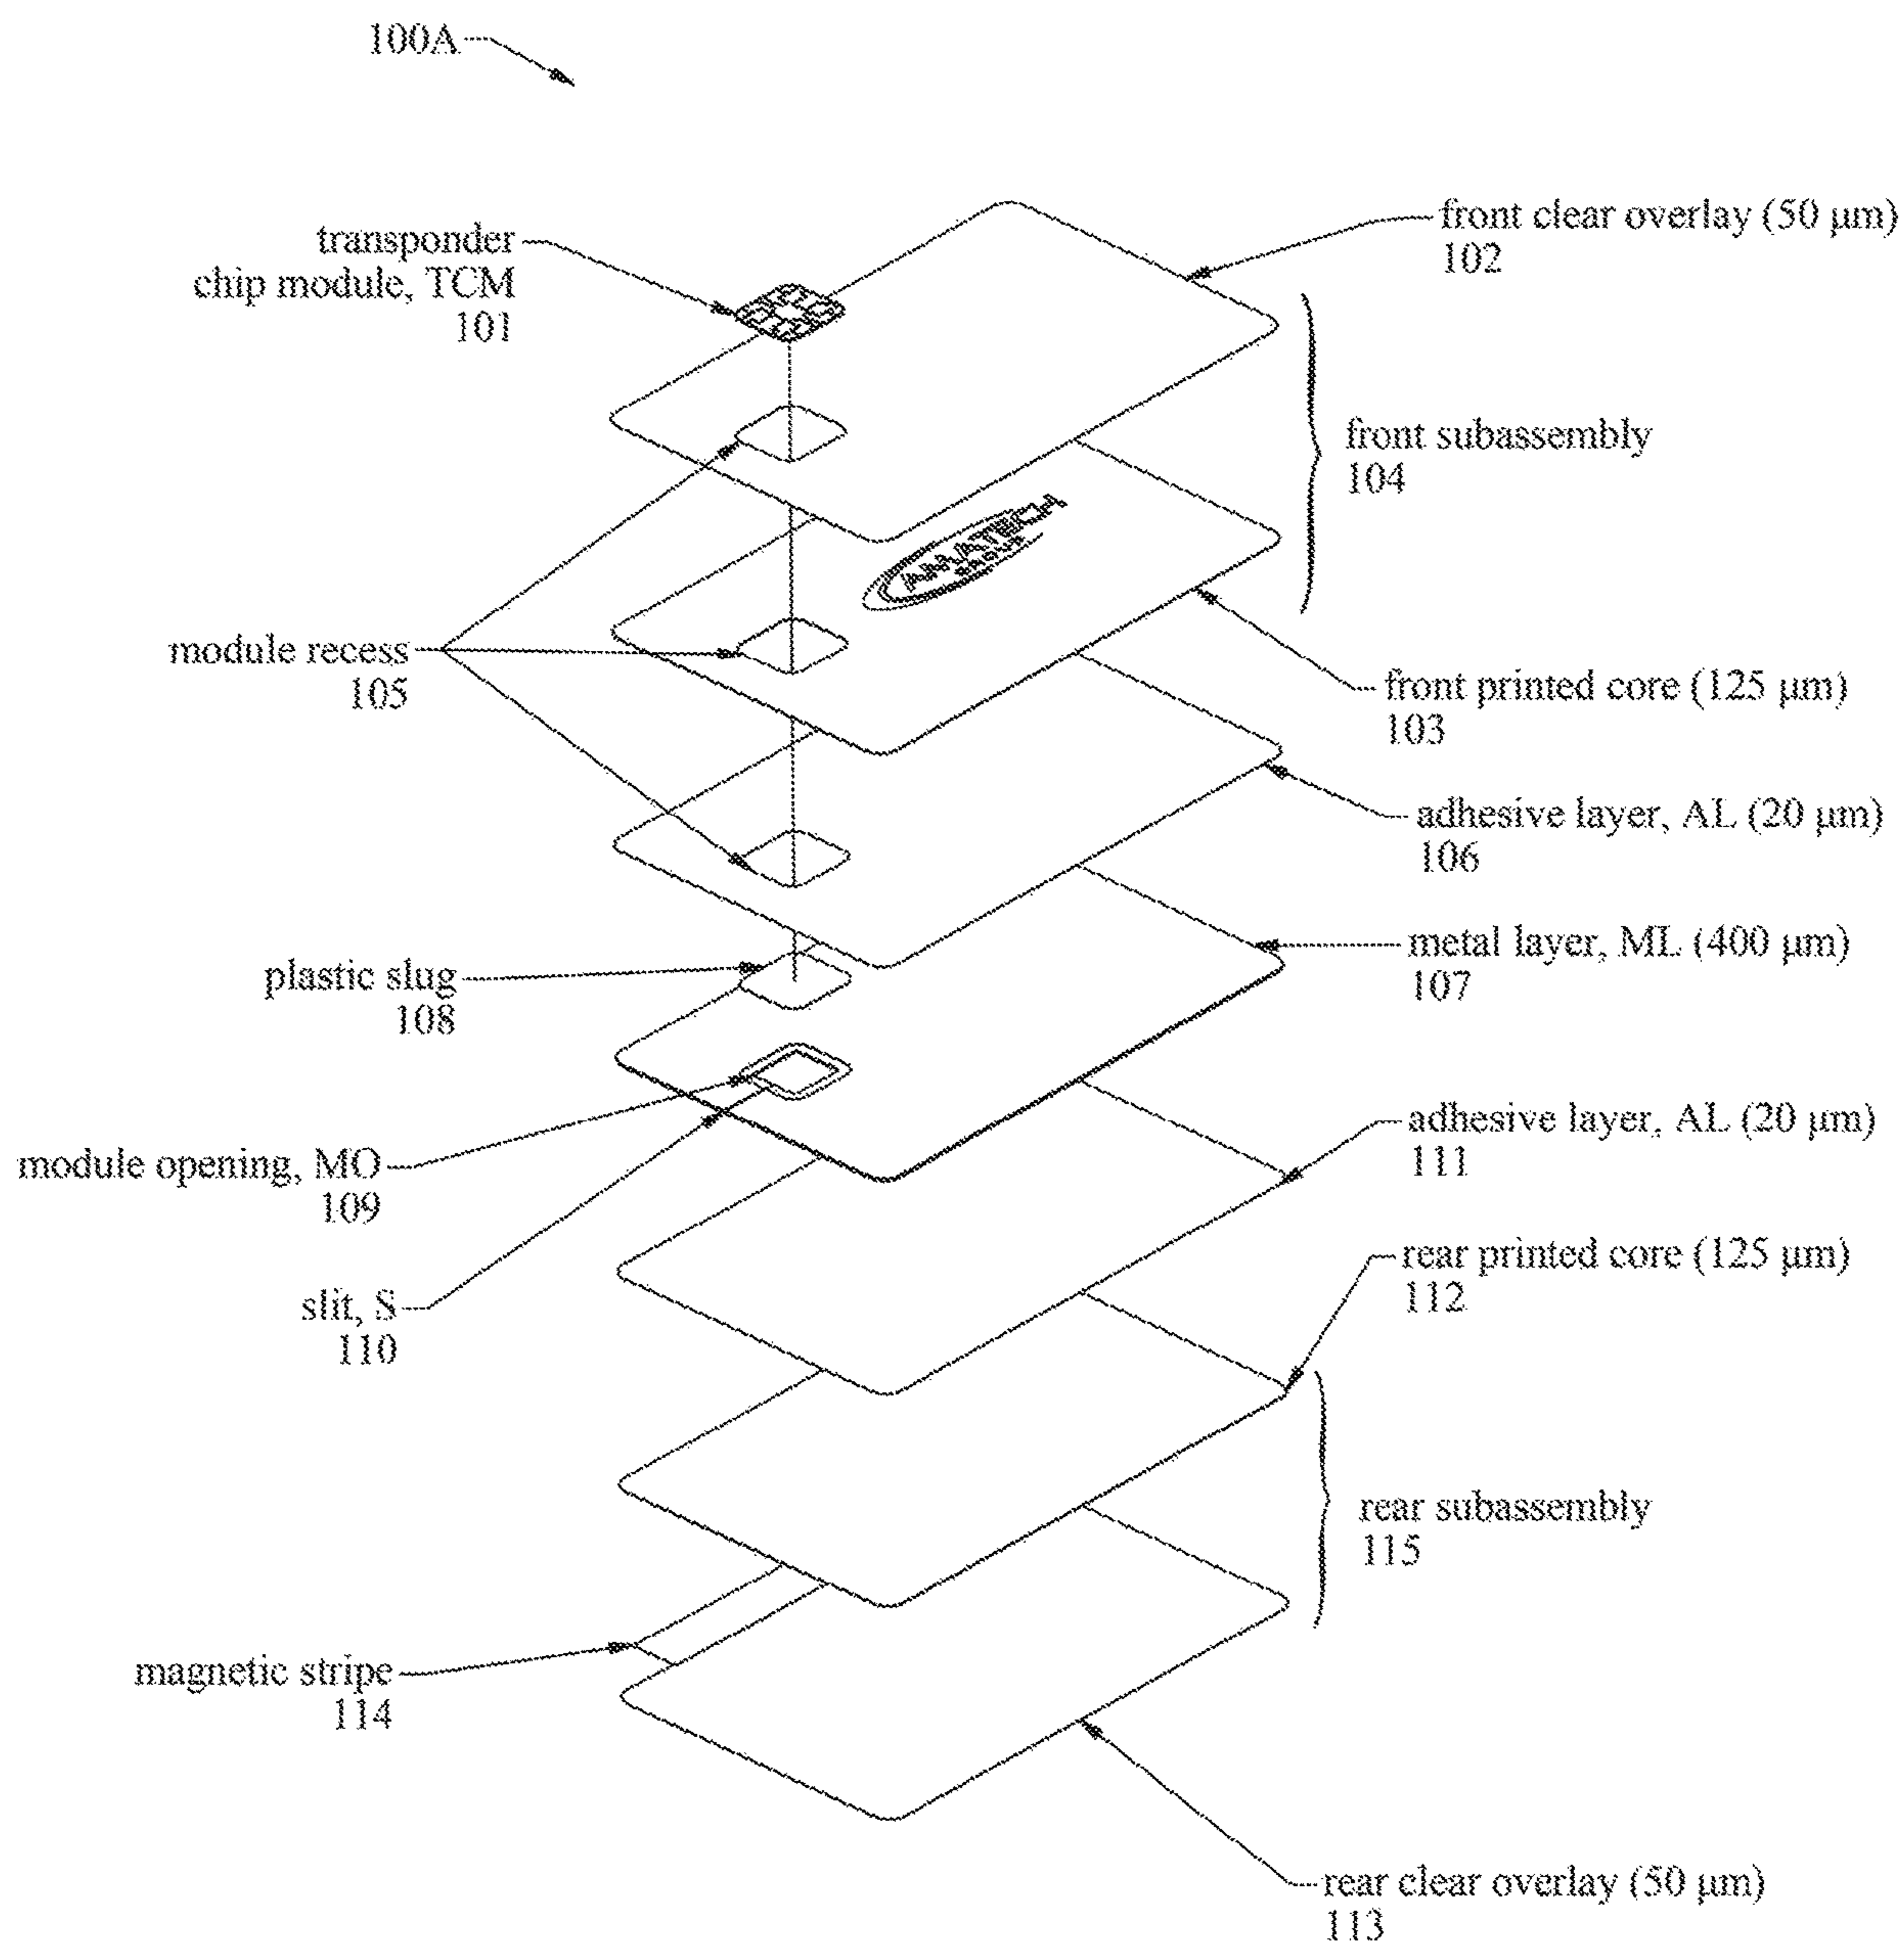 100A
front clear overlay (50 μm)
102
transponder
chip module, TCM
101
front subassembly
104
AMATECH
GROUP
module recess
105
front printed core (125 μm)
103
adhesive layer, AL (20 μm)
106
metal layer, ML (400 μm)
107
plastic slug
108
adhesive layer, AL (20 μm)
111
module opening, MO
109
rear printed core (125 μm)
112
slit, S
110
rear subassembly
115
magnetic stripe
114
rear clear overlay (50 μm)
113